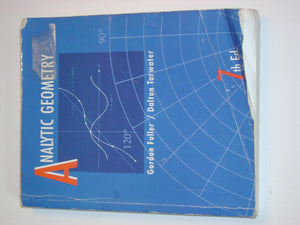 ANALYTIC GEOMETRY
90°
120°
Gordon Fuller / Dalton Tarwater
7th Ed